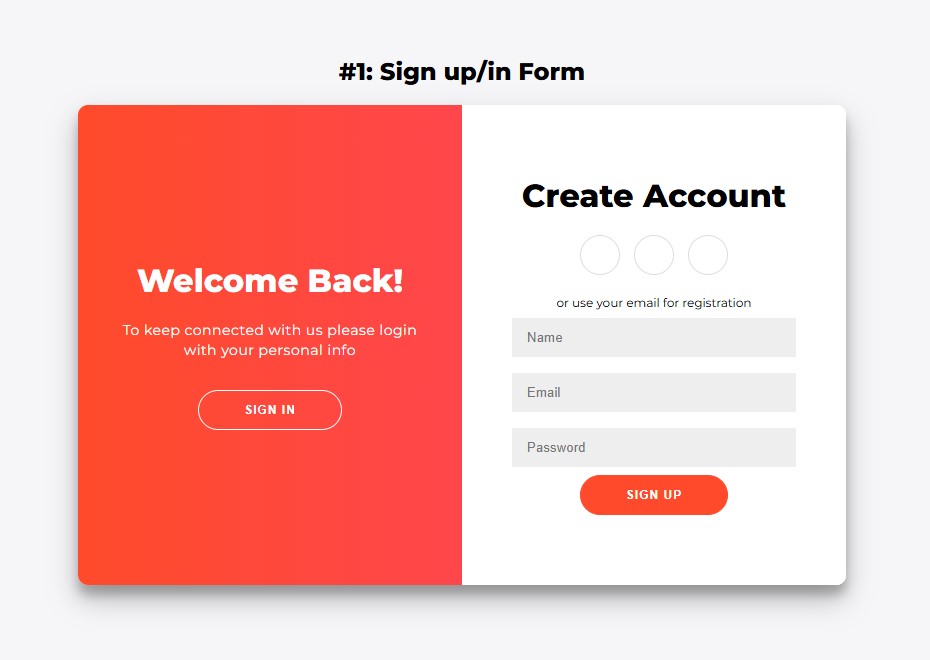 #1: Sign up/in Form
Welcome Back!
To keep connected with us please login
with your personal info
SIGN IN
Create Account
or use your email for registration
Name
Email
Password
SIGN UP